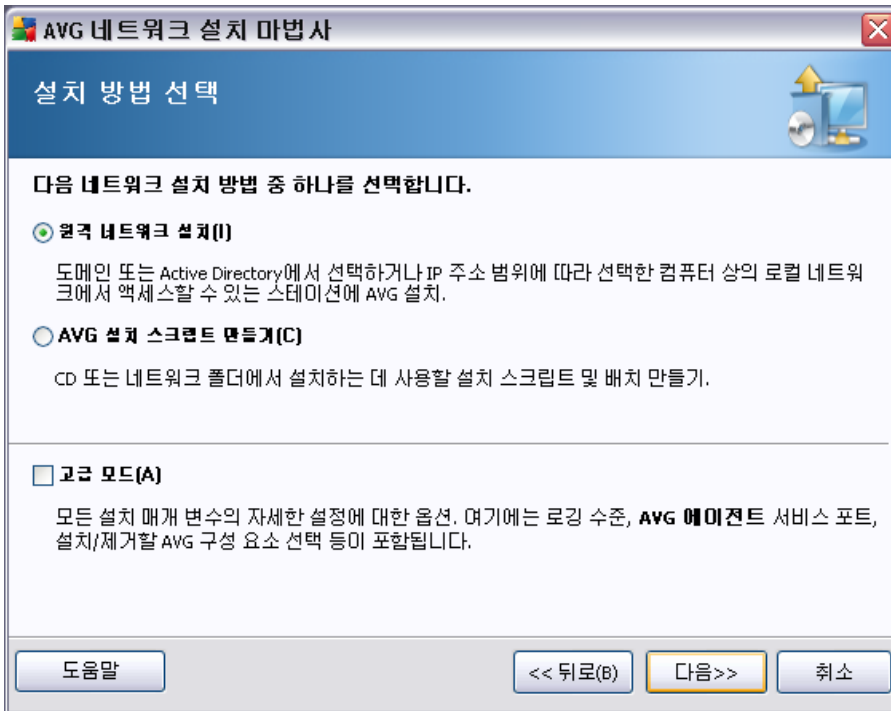 AVG 네트워크 설치 마법사
설치 방법 선택
다음 네트워크 설치 방법 중 하나를 선택합니다.
원격 네트워크 설치(I)
도메인 또는 Active Directory에서 선택하거나 IP 주소 범위에 따라 선택한 컴퓨터 상의 로컬 네트워
크에서 액세스할 수 있는 스테이션에 AVG 설치.
AVG 설치 스크립트 만들기(C)
CD 또는 네트워크 폴더에서 설치하는 데 사용할 설치 스크립트 및 배치 만들기.
고급 모드(A)
모든 설치 매개 변수의 자세한 설정에 대한 옵션. 여기에는 로깅 수준, AVG 에이전트 서비스 포트,
설치/제거할 AVG 구성 요소 선택 등이 포함됩니다.
도움말
<< 뒤로(B)
다음>>
취소